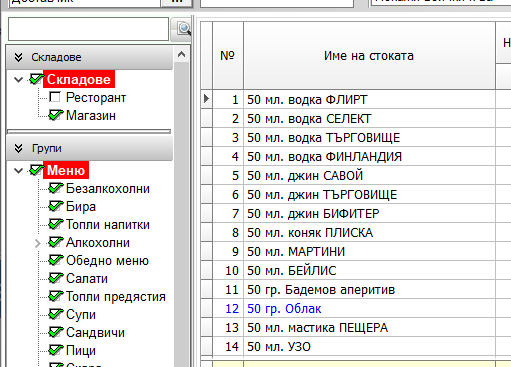 Складове
Складове
Ресторант
Магазин
Групи
Меню
Безалкохолни
Бира
Топли напитки
Алкохолни
Обедно меню
Салати
Топли предястия
Супи
Сандвичи
Пици
№ Име на стоката
1 50 мл. водка ФЛИРТ
2 50 мл. водка СЕЛЕКТ
3 50 мл. водка ТЪРГОВИЩЕ
4 50 мл. водка ФИНЛАНДИЯ
5 50 мл. джин САВОЙ
6 50 мл. джин ТЪРГОВИЩЕ
7 50 мл. джин БИФИТЕР
8 50 мл. коняк ПЛИСКА
9 50 мл. МАРТИНИ
10 50 мл. БЕЙЛИС
11 50 гр. Бадемов аперитив
12 50 гр. Облак
13 50 мл. мастика ПЕЩЕРА
14 50 мл. УЗО